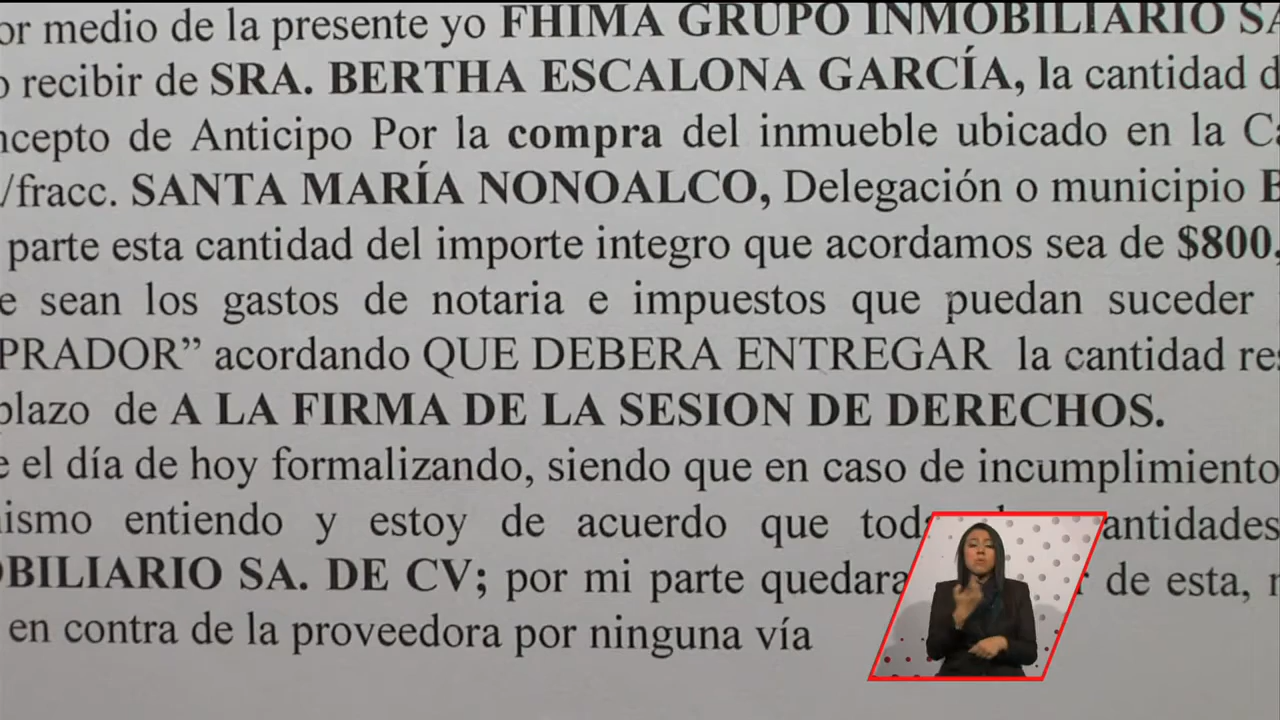 or medio de la presente yo FHIMA GRUPO INMOBILIARIO SA
o recibir de SRA. BERTHA ESCALONA GARCÍA, la cantidad d
ncepto de Anticipo Por la compra del inmueble ubicado en la Ca
/fracc. SANTA MARÍA NONOALCO, Delegación o municipio B
parte esta cantidad del importe integro que acordamos sea de $800,
e sean los gastos de notaria e impuestos que puedan suceder
PRADOR” acordando QUE DEBERA ENTREGAR la cantidad res
plazo de A LA FIRMA DE LA SESION DE DERECHOS.
e el día de hoy formalizando, siendo que en caso de incumplimiento
ismo entiendo y estoy de acuerdo que toda antidades
OBILIARIO SA. DE CV; por mi parte quedara r de esta, n
en contra de la proveedora por ninguna vía